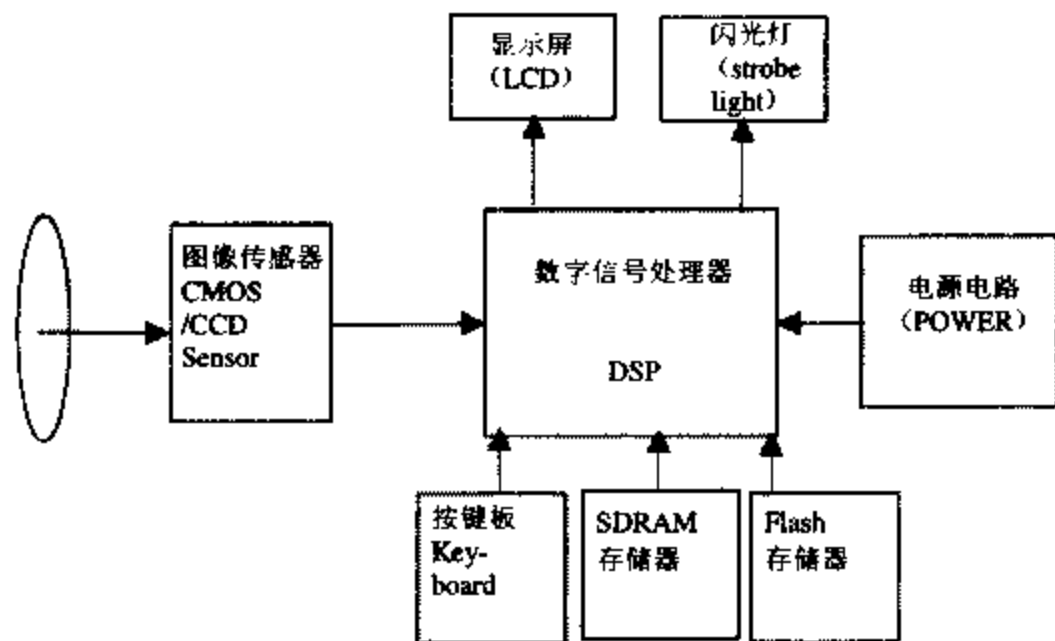 显示屏
（LCD）
闪光灯
（strobe
light）
图像传感器
CMOS
/CCD
Sensor
数字信号处理器
DSP
电源电路
（POWER）
按键板
Key-
board
SDRAM
存储器
Flash
存储器